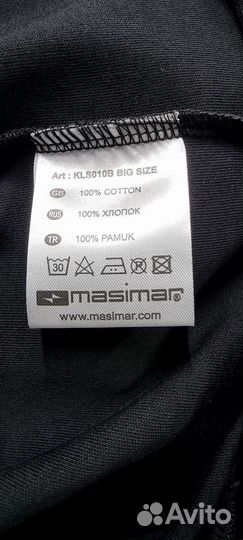 Art : KLS010B BIG SIZE
GB 100% COTTON
RUS 100% ХЛОПОК
TR 100% PAMUK
30
masimar®
www.masimar.com
Avito